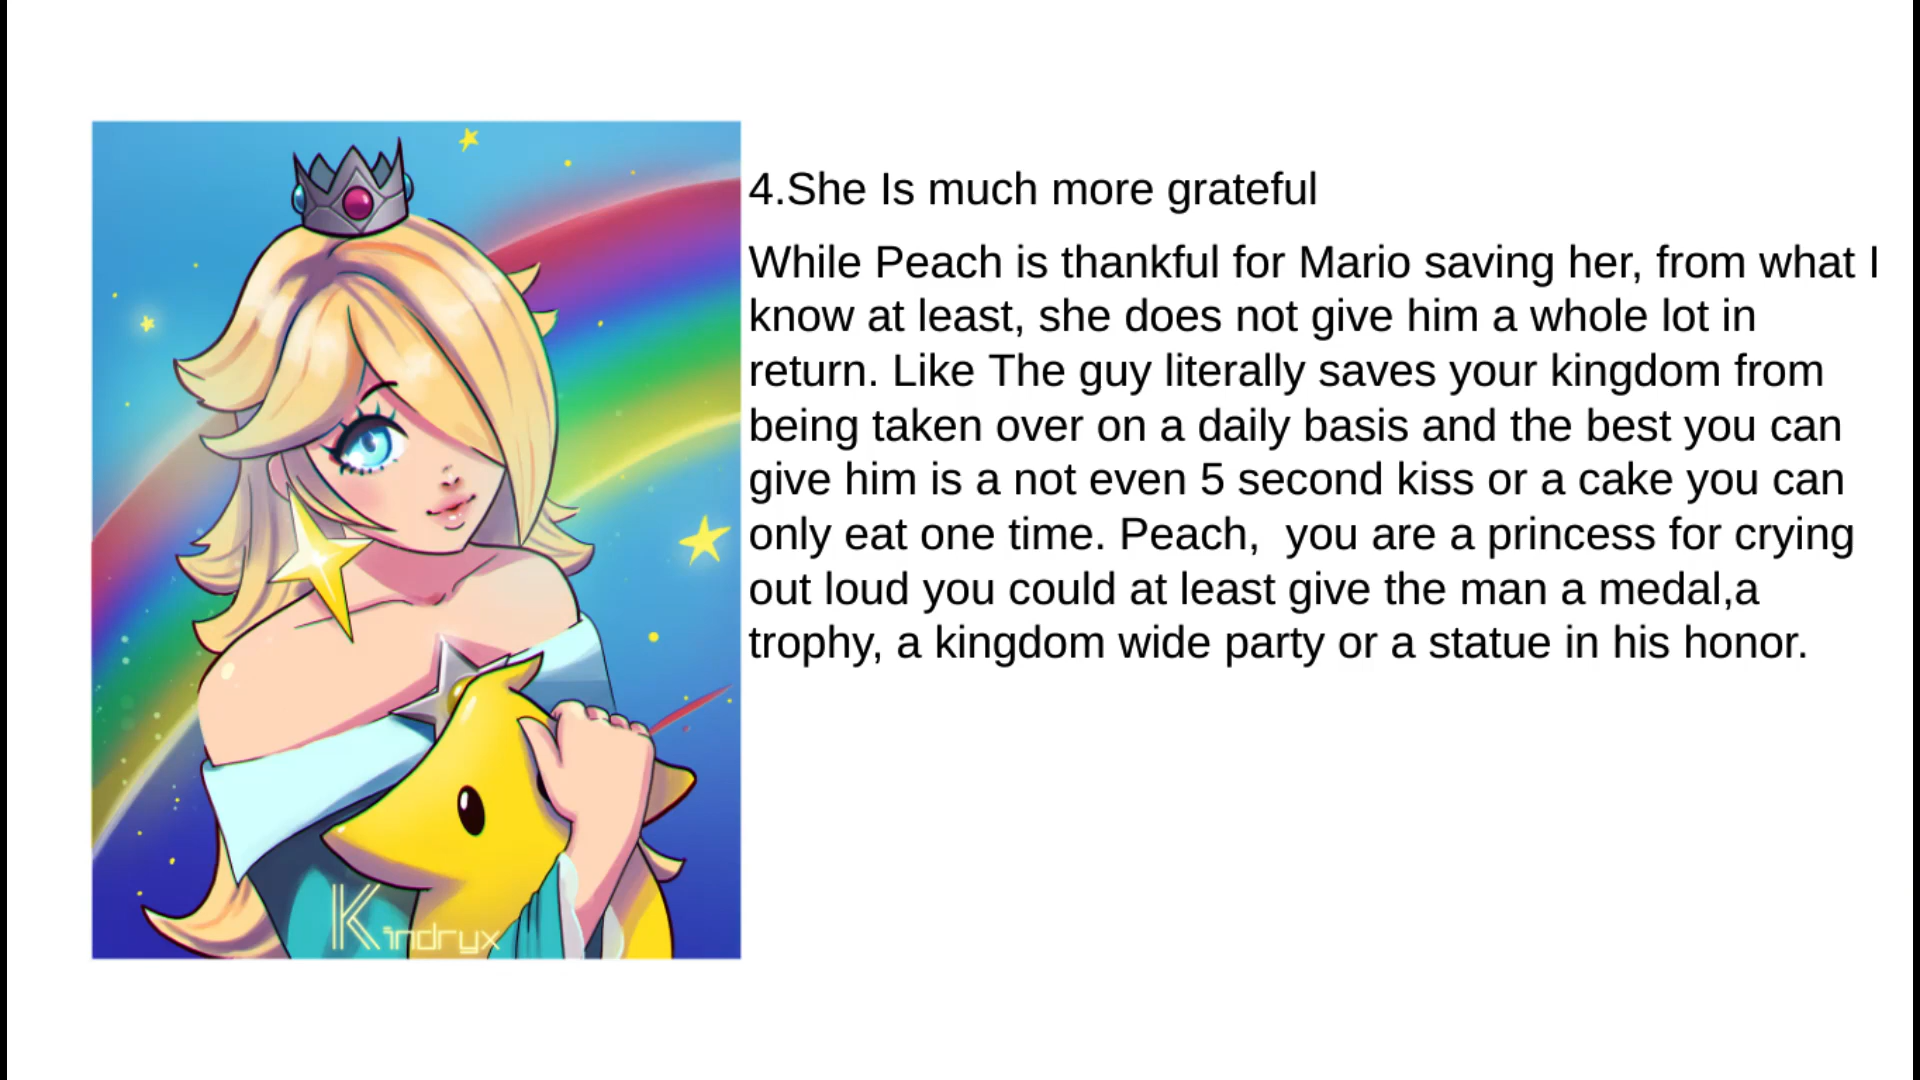 4.She Is much more grateful
While Peach is thankful for Mario saving her, from what I
know at least, she does not give him a whole lot in
return. Like The guy literally saves your kingdom from
being taken over on a daily basis and the best you can
give him is a not even 5 second kiss or a cake you can
only eat one time. Peach,  you are a princess for crying
out loud you could at least give the man a medal,a
trophy, a kingdom wide party or a statue in his honor.
Kindryx